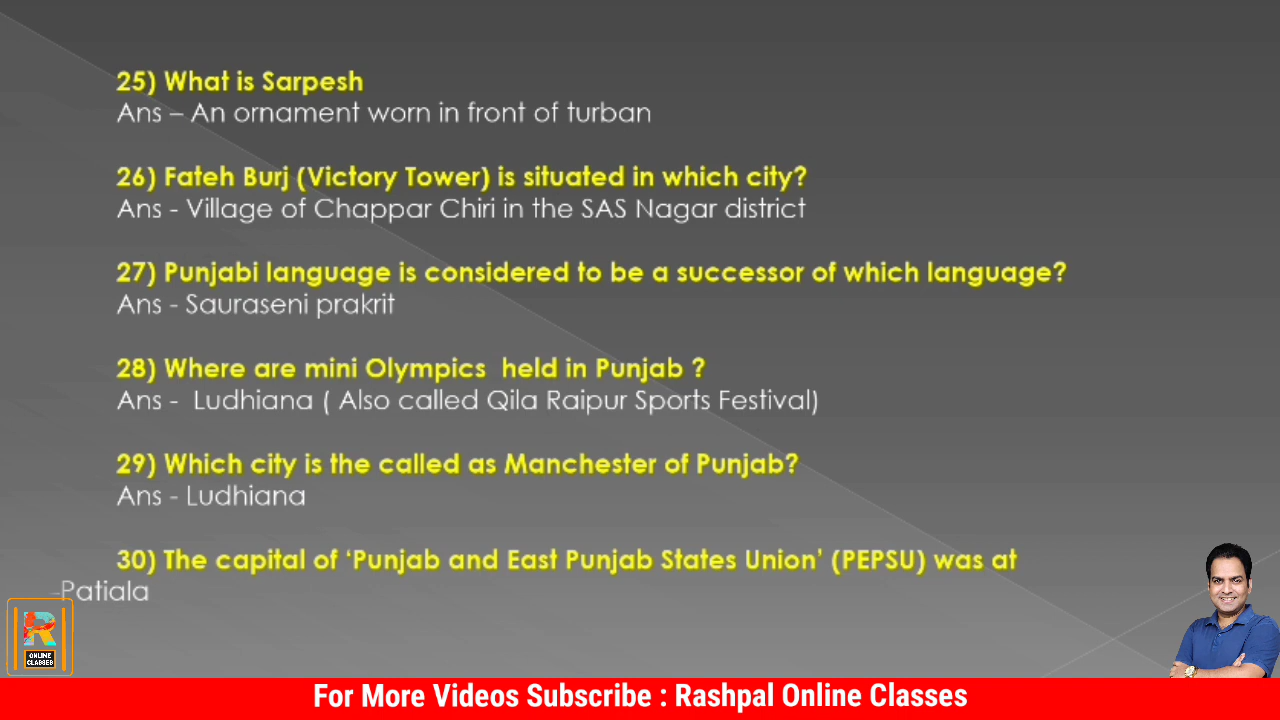 25) What is Sarpesh
Ans – An ornament worn in front of turban
26) Fateh Burj (Victory Tower) is situated in which city?
Ans - Village of Chappar Chiri in the SAS Nagar district
27) Punjabi language is considered to be a successor of which language?
Ans - Sauraseni prakrit
28) Where are mini Olympics held in Punjab ?
Ans - Ludhiana ( Also called Qila Raipur Sports Festival)
29) Which city is the called as Manchester of Punjab?
Ans - Ludhiana
30) The capital of ‘Punjab and East Punjab States Union’ (PEPSU) was at
-Patiala
R
ONLINE
CLASSES
For More Videos Subscribe : Rashpal Online Classes